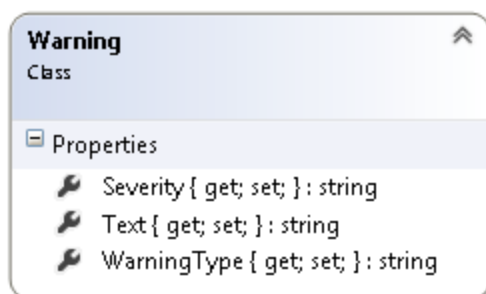 Warning
Class
Properties
Severity { get; set; } : string
Text { get; set; } : string
WarningType { get; set; } : string